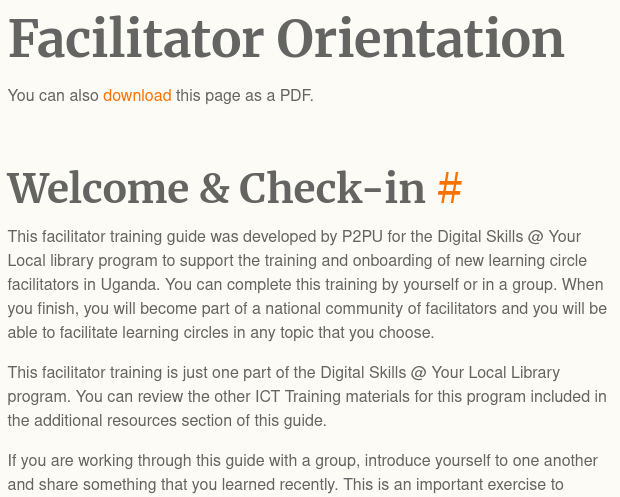 Facilitator Orientation
You can also download this page as a PDF.
Welcome & Check-in #
This facilitator training guide was developed by P2PU for the Digital Skills @ Your
Local library program to support the training and onboarding of new learning circle
facilitators in Uganda. You can complete this training by yourself or in a group. When
you finish, you will become part of a national community of facilitators and you will be
able to facilitate learning circles in any topic that you choose.
This facilitator training is just one part of the Digital Skills @ Your Local Library
program. You can review the other ICT Training materials for this program included in
the additional resources section of this guide.
If you are working through this guide with a group, introduce yourself to one another
and share something that you learned recently. This is an important exercise to